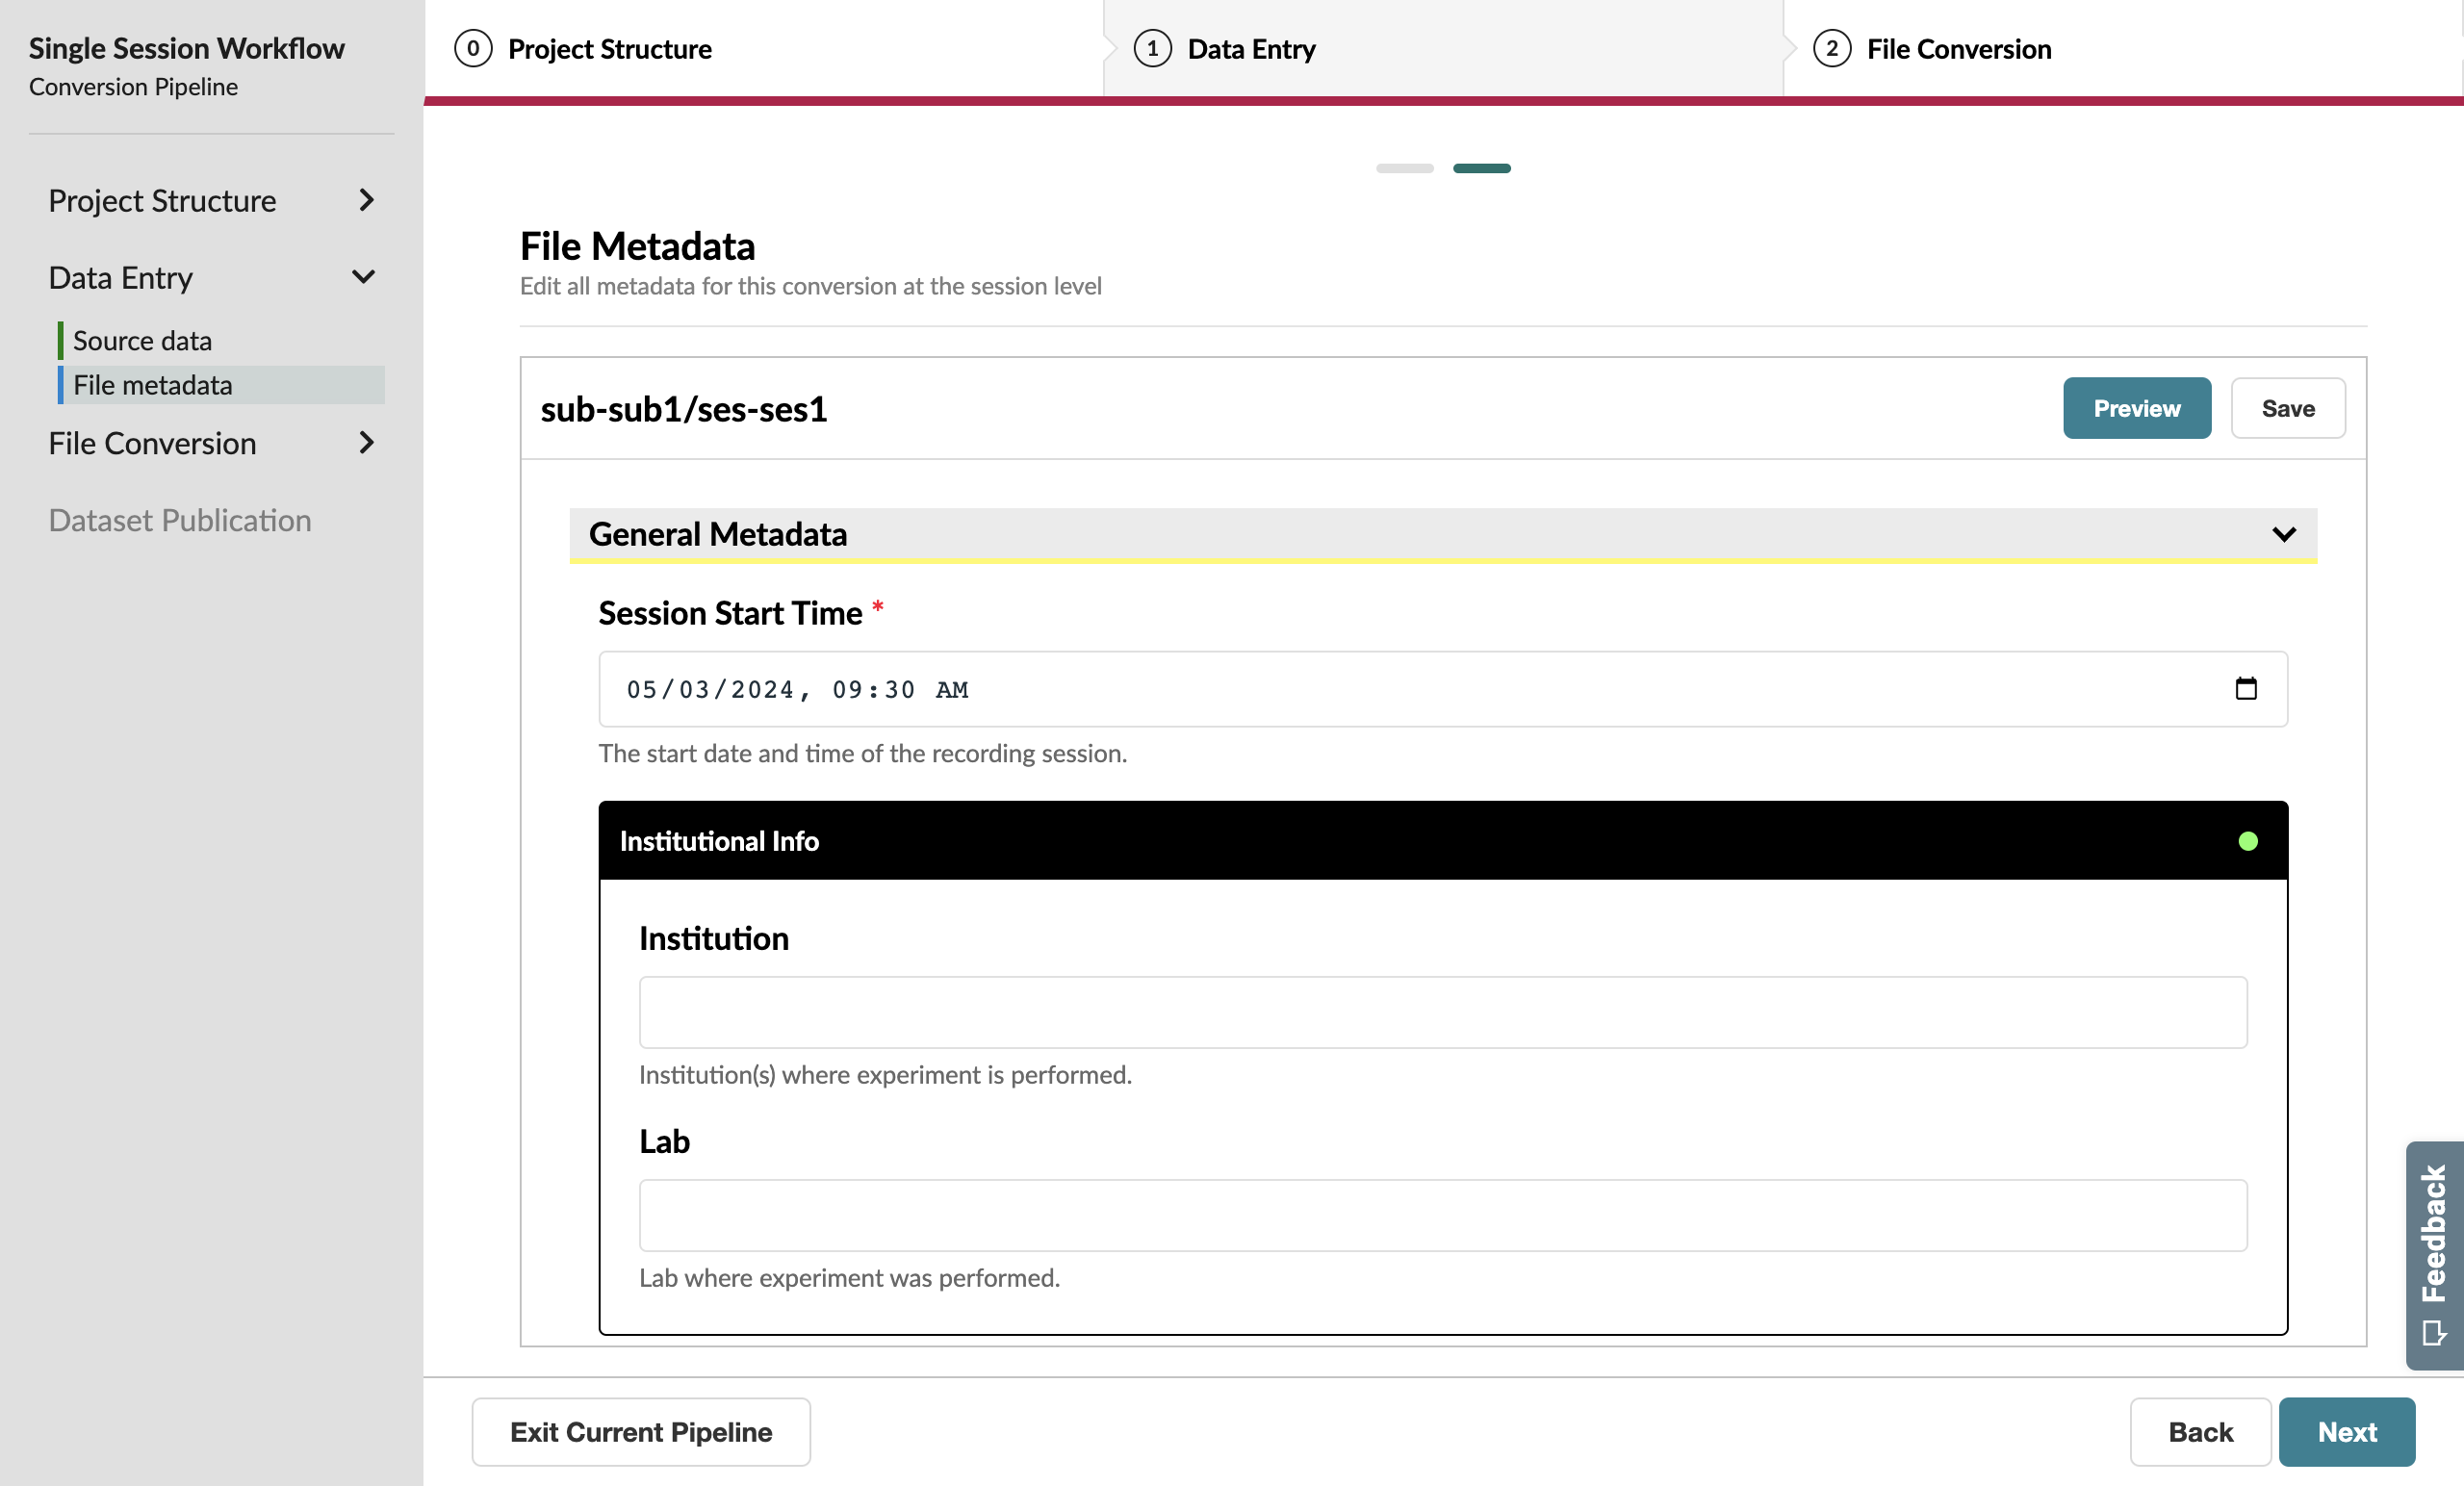 Single Session Workflow
Conversion Pipeline
Project Structure
Data Entry
Source data
File metadata
File Conversion
Dataset Publication
0 Project Structure
1 Data Entry
2 File Conversion
File Metadata
Edit all metadata for this conversion at the session level
sub-sub1/ses-ses1
Preview
Save
General Metadata
Session Start Time *
05/03/2024, 09:30 AM
The start date and time of the recording session.
Institutional Info
Institution
Institution(s) where experiment is performed.
Lab
Lab where experiment was performed.
Feedback
Exit Current Pipeline
Back
Next